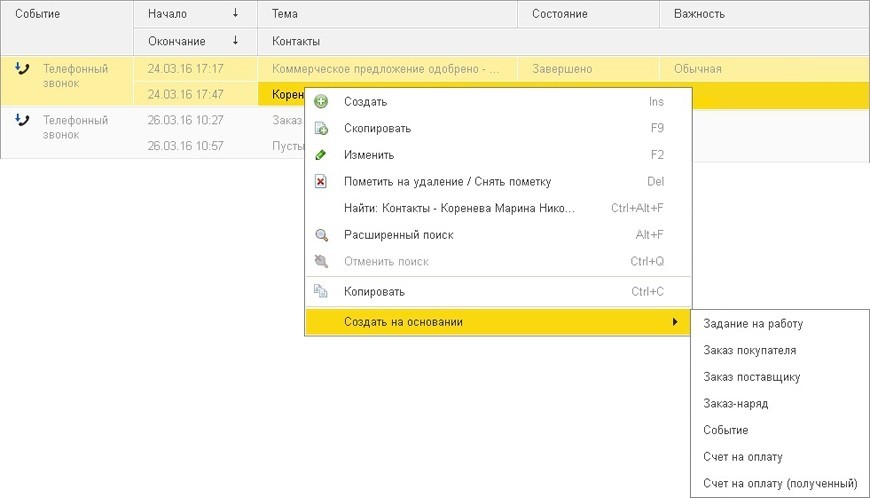 Событие Начало ↓ Тема Состояние Важность
Окончание ↓ Контакты
Телефонный звонок 24.03.16 17:17 Коммерческое предложение одобрено - ... Завершено Обычная
24.03.16 17:47 Корен
Телефонный звонок 26.03.16 10:27 Заказ
26.03.16 10:57 Пусты
Создать Ins
Скопировать F9
Изменить F2
Пометить на удаление / Снять пометку Del
Найти: Контакты - Коренева Марина Нико... Ctrl+Alt+F
Расширенный поиск Alt+F
Отменить поиск Ctrl+Q
Копировать Ctrl+C
Создать на основании
Задание на работу
Заказ покупателя
Заказ поставщику
Заказ-наряд
Событие
Счет на оплату
Счет на оплату (полученный)